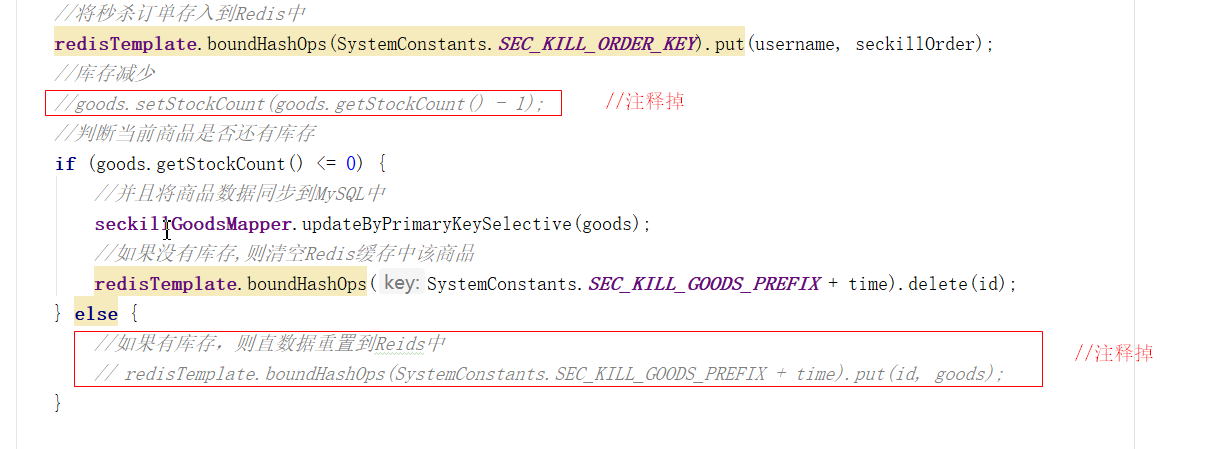 //将秒杀订单存入到Redis中
redisTemplate.boundHashOps(SystemConstants.SEC_KILL_ORDER_KEY).put(username, seckillOrder);
//库存减少
//goods.setStockCount(goods.getStockCount() - 1); //注释掉
//判断当前商品是否还有库存
if (goods.getStockCount() <= 0) {
//并且将商品数据同步到MySQL中
seckillGoodsMapper.updateByPrimaryKeySelective(goods);
//如果没有库存,则清空Redis缓存中该商品
redisTemplate.boundHashOps( key: SystemConstants.SEC_KILL_GOODS_PREFIX + time).delete(id);
} else {
//如果有库存，则直数据重置到Reids中
// redisTemplate.boundHashOps(SystemConstants.SEC_KILL_GOODS_PREFIX + time).put(id, goods); //注释掉
}